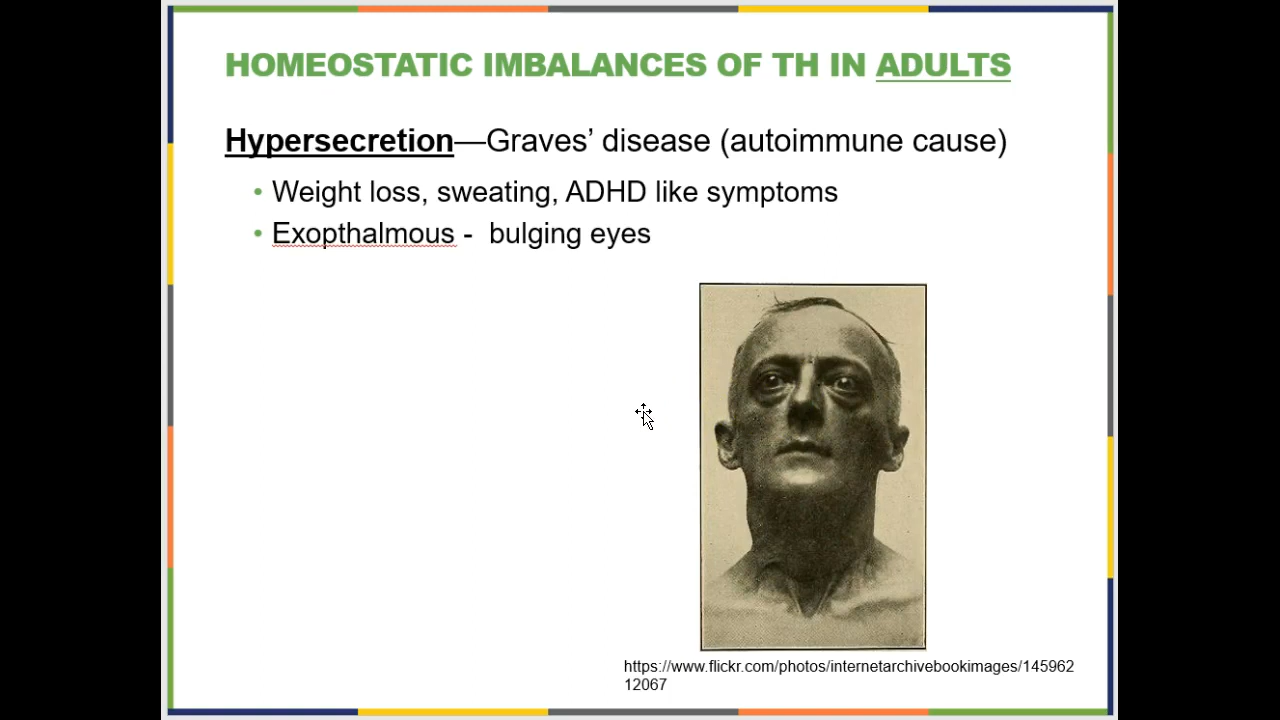 HOMEOSTATIC IMBALANCES OF TH IN ADULTS
Hypersecretion—Graves’ disease (autoimmune cause)
• Weight loss, sweating, ADHD like symptoms
• Exopthalmous -  bulging eyes
https://www.flickr.com/photos/internetarchivebookimages/145962
12067